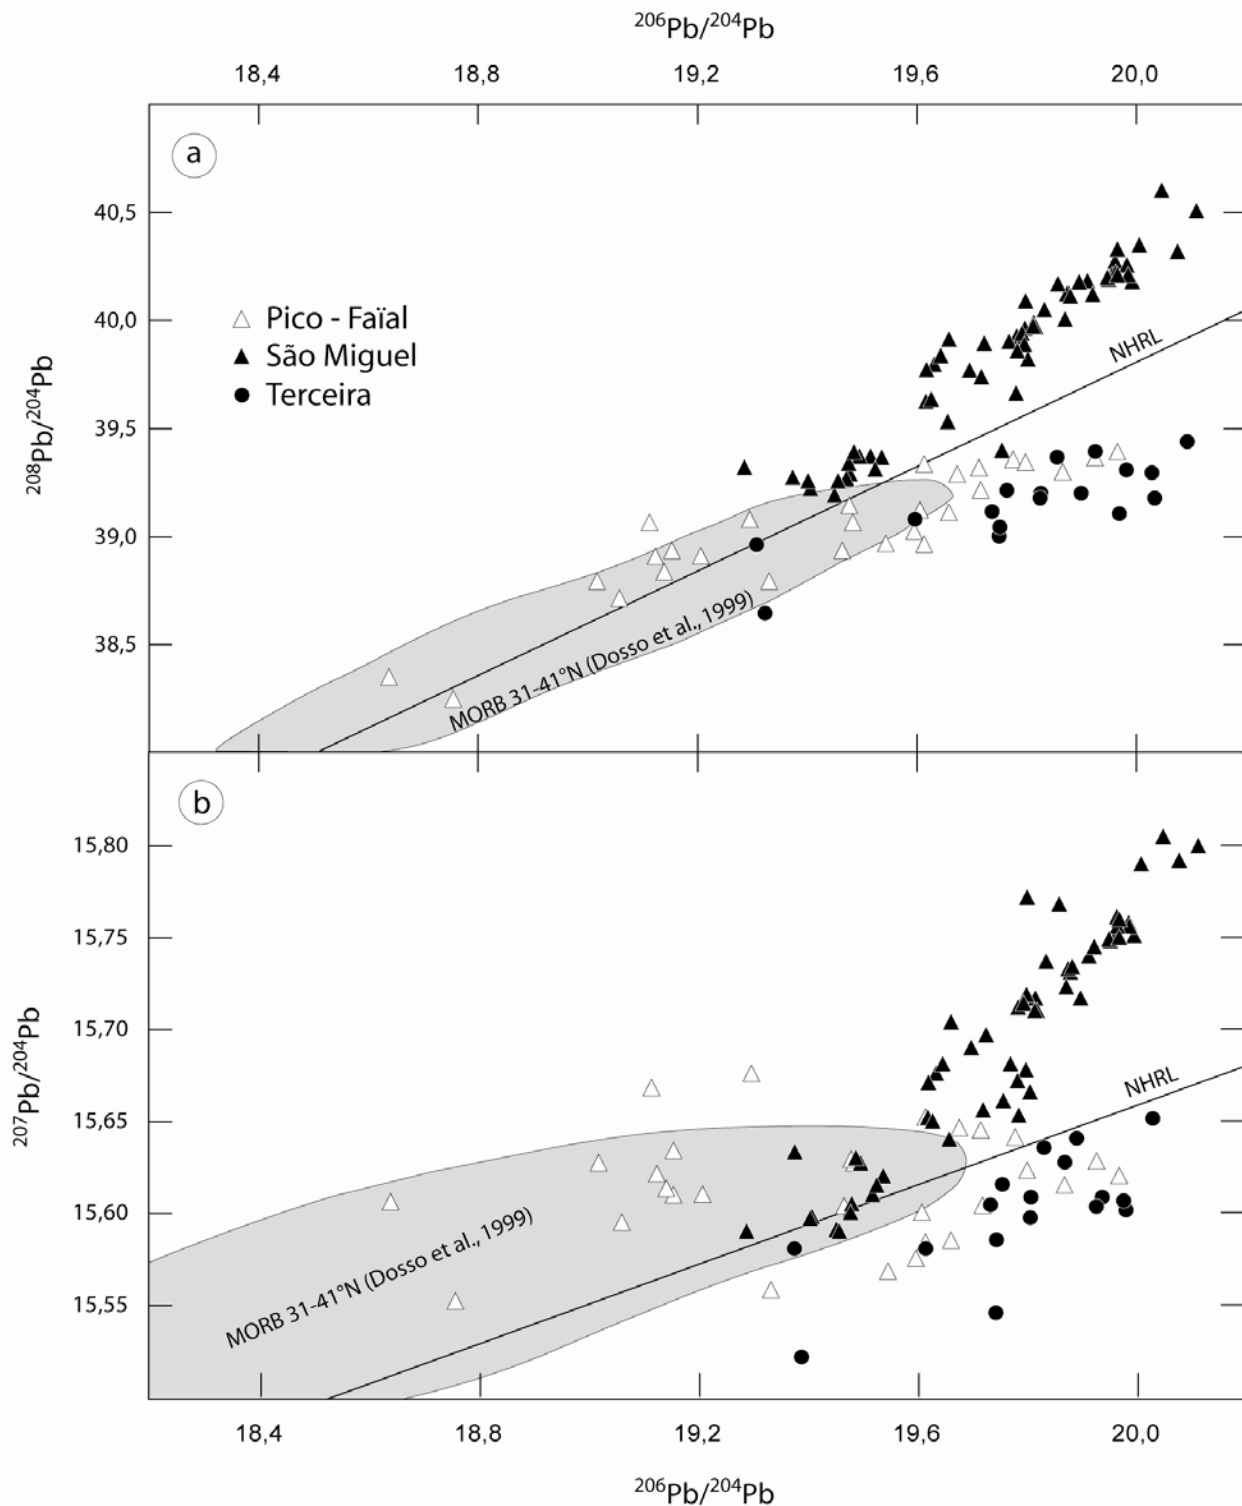 ²⁰⁶Pb/²⁰⁴Pb
18,4 18,8 19,2 19,6 20,0
a
40,5
Pico - Faïal
40,0
São Miguel
NHRL
Terceira
²⁰⁸Pb/²⁰⁴Pb
39,5
39,0
38,5
MORB 31-41°N (Dosso et al., 1999)
b
15,80
15,75
15,70
NHRL
²⁰⁷Pb/²⁰⁴Pb
15,65
15,60
MORB 31-41°N (Dosso et al., 1999)
15,55
18,4 18,8 19,2 19,6 20,0
²⁰⁶Pb/²⁰⁴Pb